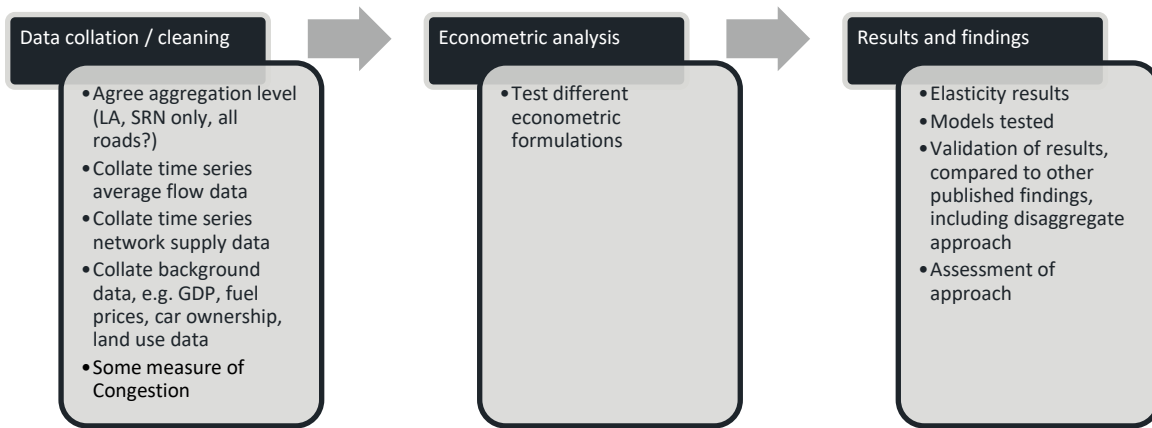 Data collation / cleaning
•Agree aggregation level
(LA, SRN only, all
roads?)
•Collate time series
average flow data
•Collate time series
network supply data
•Collate background
data, e.g. GDP, fuel
prices, car ownership,
land use data
•Some measure of
Congestion
Econometric analysis
•Test different
econometric
formulations
Results and findings
•Elasticity results
•Models tested
•Validation of results,
compared to other
published findings,
including disaggregate
approach
•Assessment of
approach